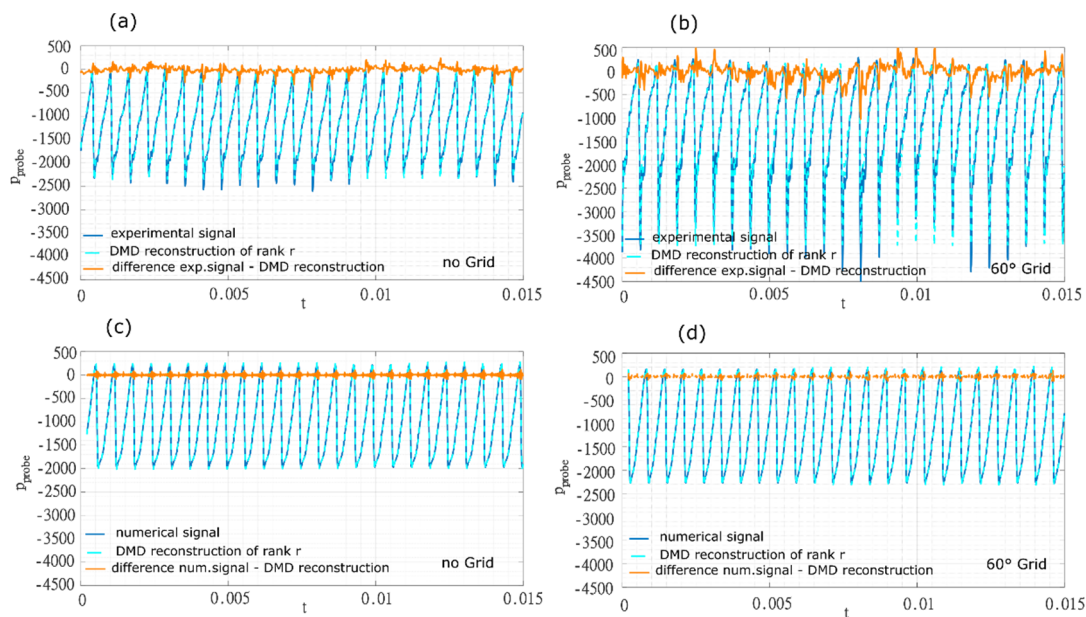 (a)
500
0
-500
-1000
-1500
-2000
-2500
-3000
-3500
-4000
-4500
p_probe
experimental signal
DMD reconstruction of rank r
difference exp.signal - DMD reconstruction
no Grid
0 0.005 0.01 0.015
t
(b)
500
0
-500
-1000
-1500
-2000
-2500
-3000
-3500
-4000
-4500
p_probe
experimental signal
DMD reconstruction of rank r
difference exp.signal - DMD reconstruction
60° Grid
0 0.005 0.01 0.015
t
(c)
500
0
-500
-1000
-1500
-2000
-2500
-3000
-3500
-4000
-4500
p_probe
numerical signal
DMD reconstruction of rank r
difference num.signal - DMD reconstruction
no Grid
0 0.005 0.01 0.015
t
(d)
500
0
-500
-1000
-1500
-2000
-2500
-3000
-3500
-4000
-4500
p_probe
numerical signal
DMD reconstruction of rank r
difference num.signal - DMD reconstruction
60° Grid
0 0.005 0.01 0.015
t